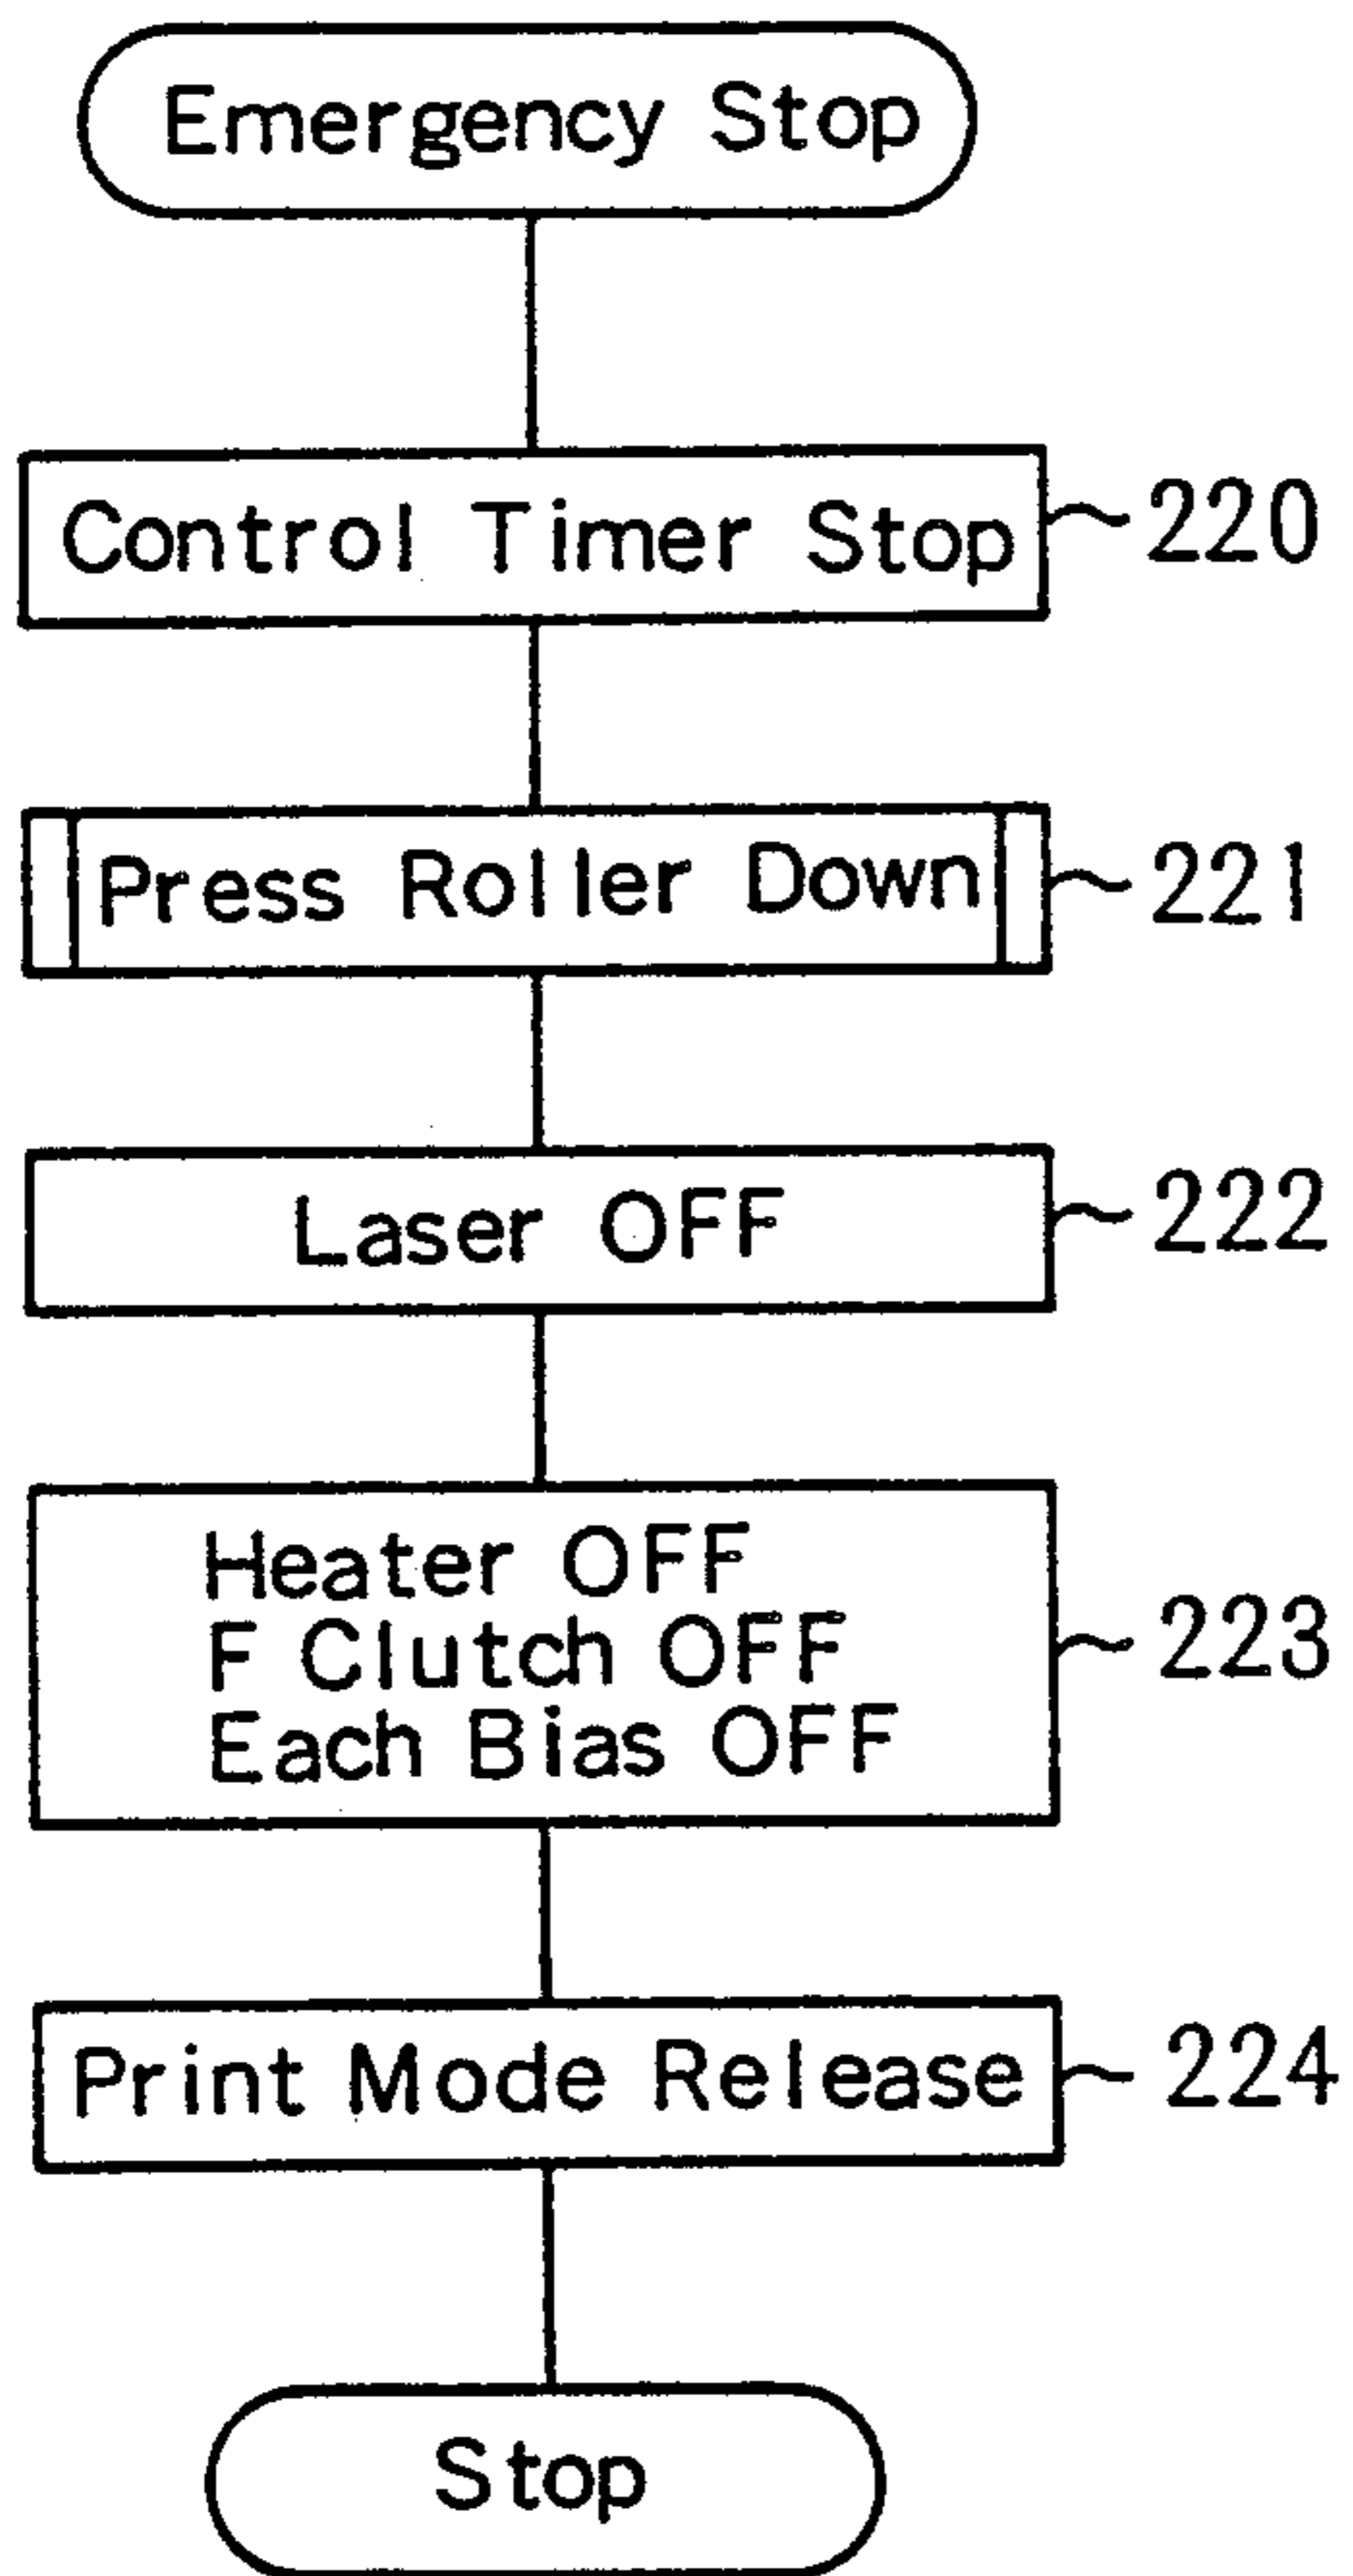 Emergency Stop
Control Timer Stop
220
Press Roller Down
221
Laser OFF
222
Heater OFF
F Clutch OFF
Each Bias OFF
223
Print Mode Release
224
Stop